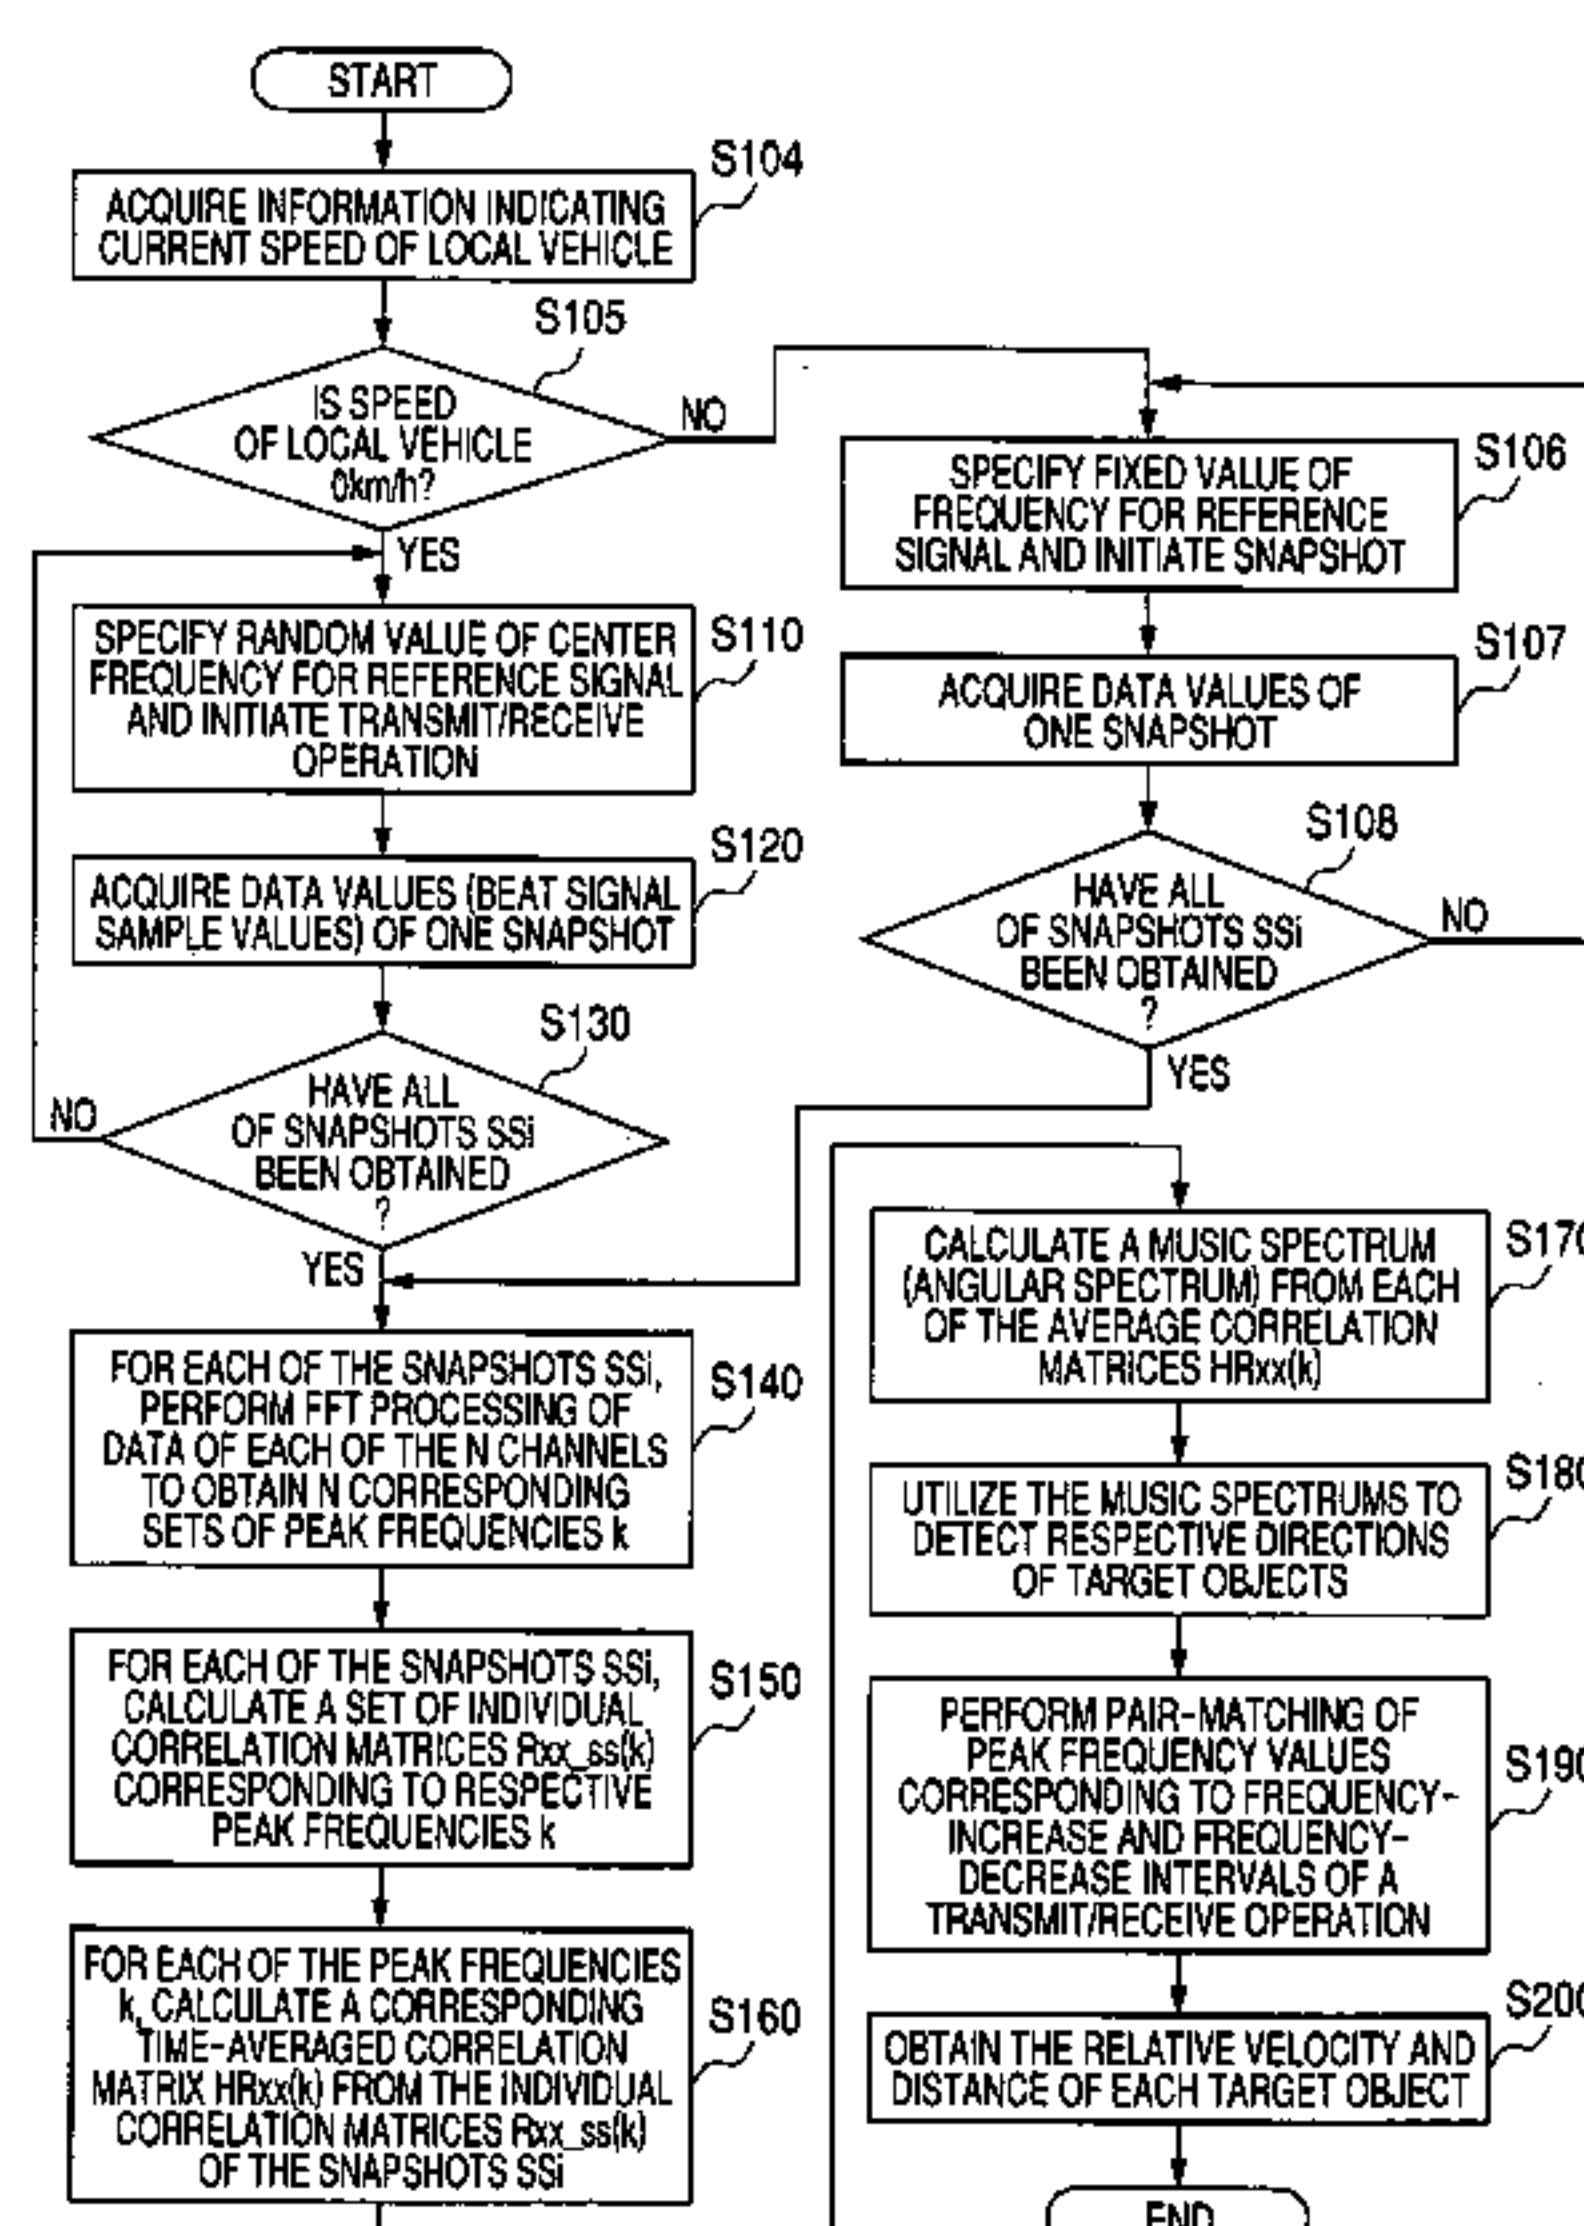 START
S104
ACQUIRE INFORMATION INDICATING
CURRENT SPEED OF LOCAL VEHICLE
S105
IS SPEED
OF LOCAL VEHICLE
0km/h?
NO
YES
S106
SPECIFY FIXED VALUE OF
FREQUENCY FOR REFERENCE
SIGNAL AND INITIATE SNAPSHOT
S107
ACQUIRE DATA VALUES OF
ONE SNAPSHOT
S108
HAVE ALL
OF SNAPSHOTS SSi
BEEN OBTAINED
?
NO
YES
S110
SPECIFY RANDOM VALUE OF CENTER
FREQUENCY FOR REFERENCE SIGNAL
AND INITIATE TRANSMIT/RECEIVE
OPERATION
S120
ACQUIRE DATA VALUES (BEAT SIGNAL
SAMPLE VALUES) OF ONE SNAPSHOT
S130
HAVE ALL
OF SNAPSHOTS SSi
BEEN OBTAINED
?
NO
YES
S140
FOR EACH OF THE SNAPSHOTS SSi,
PERFORM FFT PROCESSING OF
DATA OF EACH OF THE N CHANNELS
TO OBTAIN N CORRESPONDING
SETS OF PEAK FREQUENCIES k
S150
FOR EACH OF THE SNAPSHOTS SSi,
CALCULATE A SET OF INDIVIDUAL
CORRELATION MATRICES Rxx_ss(k)
CORRESPONDING TO RESPECTIVE
PEAK FREQUENCIES k
S160
FOR EACH OF THE PEAK FREQUENCIES
k, CALCULATE A CORRESPONDING
TIME-AVERAGED CORRELATION
MATRIX HRxx(k) FROM THE INDIVIDUAL
CORRELATION MATRICES Rxx_ss(k)
OF THE SNAPSHOTS SSi
S170
CALCULATE A MUSIC SPECTRUM
(ANGULAR SPECTRUM) FROM EACH
OF THE AVERAGE CORRELATION
MATRICES HRxx(k)
S180
UTILIZE THE MUSIC SPECTRUMS TO
DETECT RESPECTIVE DIRECTIONS
OF TARGET OBJECTS
S190
PERFORM PAIR-MATCHING OF
PEAK FREQUENCY VALUES
CORRESPONDING TO FREQUENCY-
INCREASE AND FREQUENCY-
DECREASE INTERVALS OF A
TRANSMIT/RECEIVE OPERATION
S200
OBTAIN THE RELATIVE VELOCITY AND
DISTANCE OF EACH TARGET OBJECT
END